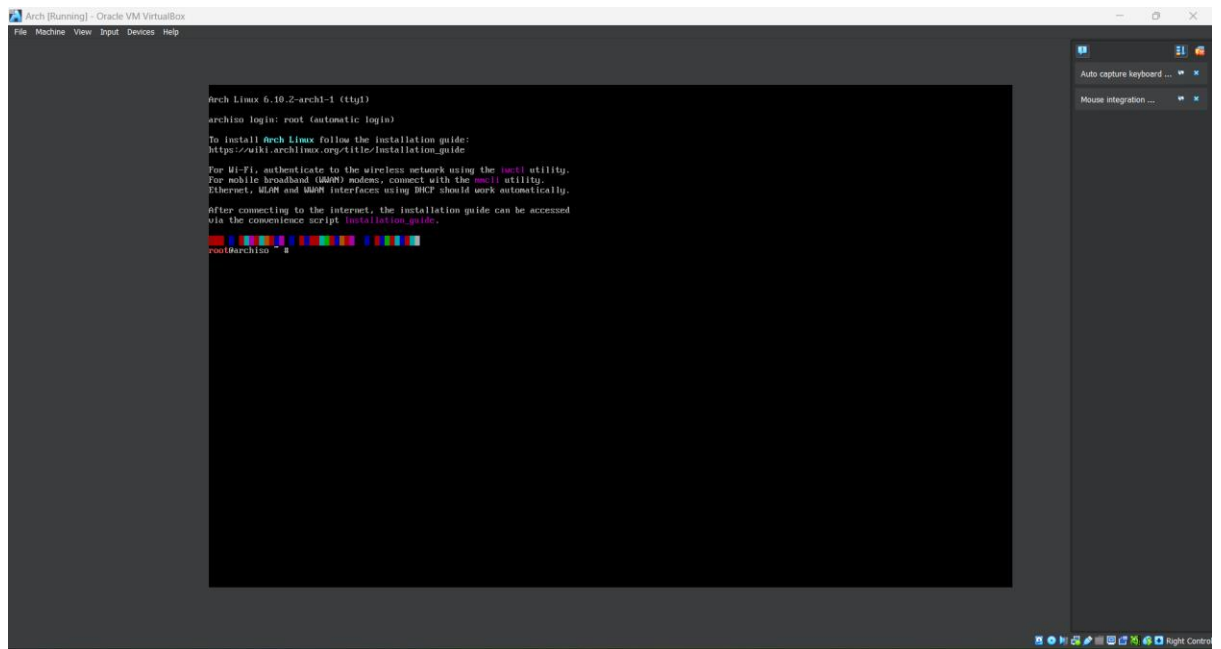 Arch [Running] - Oracle VM VirtualBox
File Machine View Input Devices Help
Auto capture keyboard ...
Mouse integration ...
Arch Linux 6.10.2-arch1-1 (tty1)
archiso login: root (automatic login)
To install Arch Linux follow the installation guide:
https://wiki.archlinux.org/title/Installation_guide
For Wi-Fi, authenticate to the wireless network using the iwctl utility.
For mobile broadband (WWAN) modems, connect with the mmcli utility.
Ethernet, WLAN and WWAN interfaces using DHCP should work automatically.
After connecting to the internet, the installation guide can be accessed
via the convenience script Installation_guide.
root@archiso ~ #
Right Control